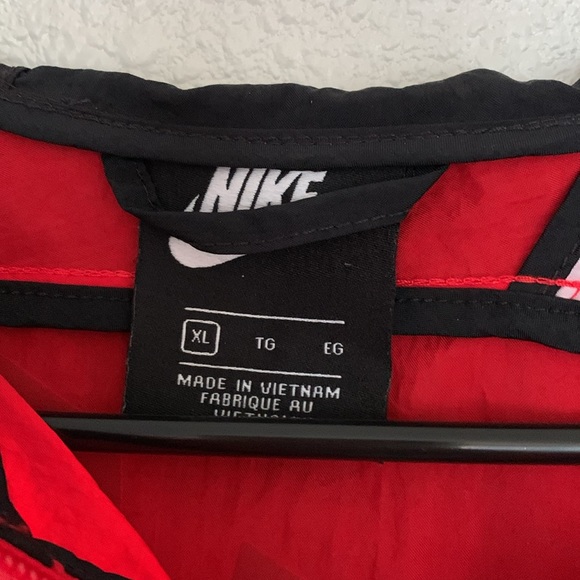 NIKE
XL TG EG
MADE IN VIETNAM
FABRIQUE AU